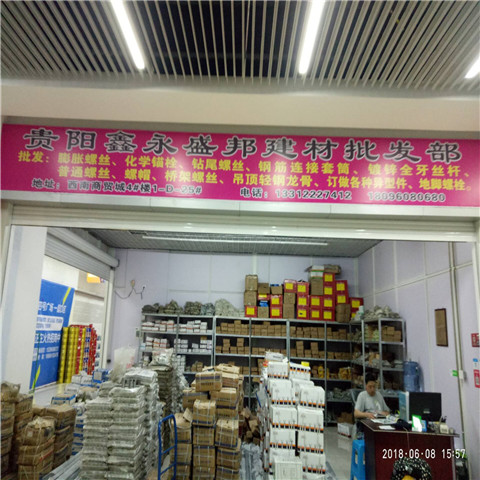 贵阳鑫永盛邦建材批发部
批发：膨胀螺丝、化学锚栓、钻尾螺丝、钢筋连接套筒、镀锌全牙丝杆、
普通螺丝、螺帽、桥架螺丝、吊顶轻钢龙骨、订做各种异型件、地脚螺栓。
地址：西南商贸城4#楼1-D-25# 电话：13312227412 13096080680
2018-06-08 15:57